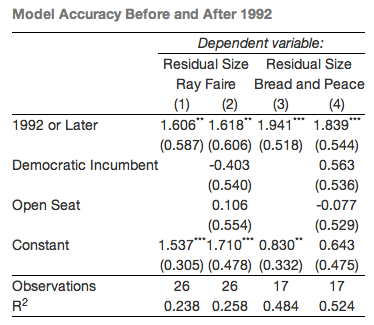 Model Accuracy Before and After 1992
Dependent variable:
Residual Size Residual Size
Ray Faire Bread and Peace
(1) (2) (3) (4)
1992 or Later 1.606** 1.618** 1.941*** 1.839***
(0.587) (0.606) (0.518) (0.544)
Democratic Incumbent -0.403 0.563
(0.540) (0.536)
Open Seat 0.106 -0.077
(0.554) (0.529)
Constant 1.537*** 1.710*** 0.830** 0.643
(0.305) (0.478) (0.332) (0.475)
Observations 26 26 17 17
R2 0.238 0.258 0.484 0.524